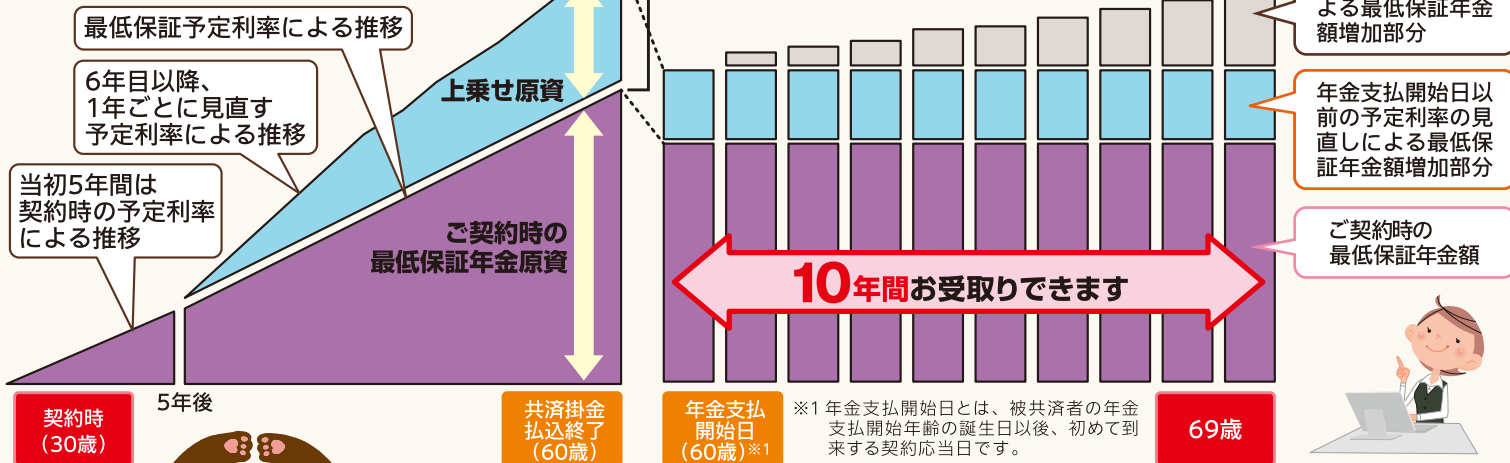 最低保証予定利率による推移
6年目以降、
1年ごとに見直す
予定利率による推移
当初5年間は
契約時の予定利率
による推移
上乗せ原資
ご契約時の
最低保証年金原資
よる最低保証年金
額増加部分
年金支払開始日以
前の予定利率の見
直しによる最低保
証年金額増加部分
ご契約時の
最低保証年金額
10年間お受取りできます
契約時
（30歳）
5年後
共済掛金
払込終了
（60歳）
年金支払
開始日
（60歳）※1
※1 年金支払開始日とは、被共済者の年金
支払開始年齢の誕生日以後、初めて到
来する契約応当日です。
69歳